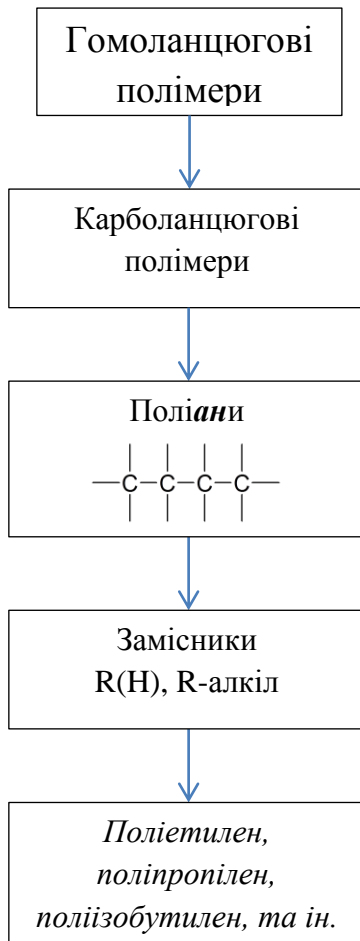 Гомоланцюгові
полімери
Карболанцюгові
полімери
Поліани
C C C C
Замісники
R(H), R-алкіл
Поліетилен,
поліпропілен,
поліізобутилен, та ін.